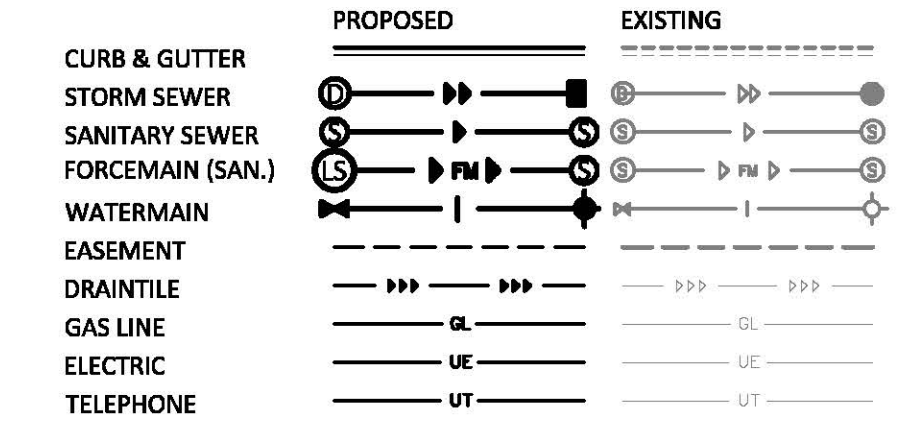 PROPOSED EXISTING
CURB & GUTTER
STORM SEWER D D
SANITARY SEWER S S S S
FORCEMAIN (SAN.) LS FM S S FM S
WATERMAIN
EASEMENT
DRAINTILE
GAS LINE GL GL
ELECTRIC UE UE
TELEPHONE UT UT